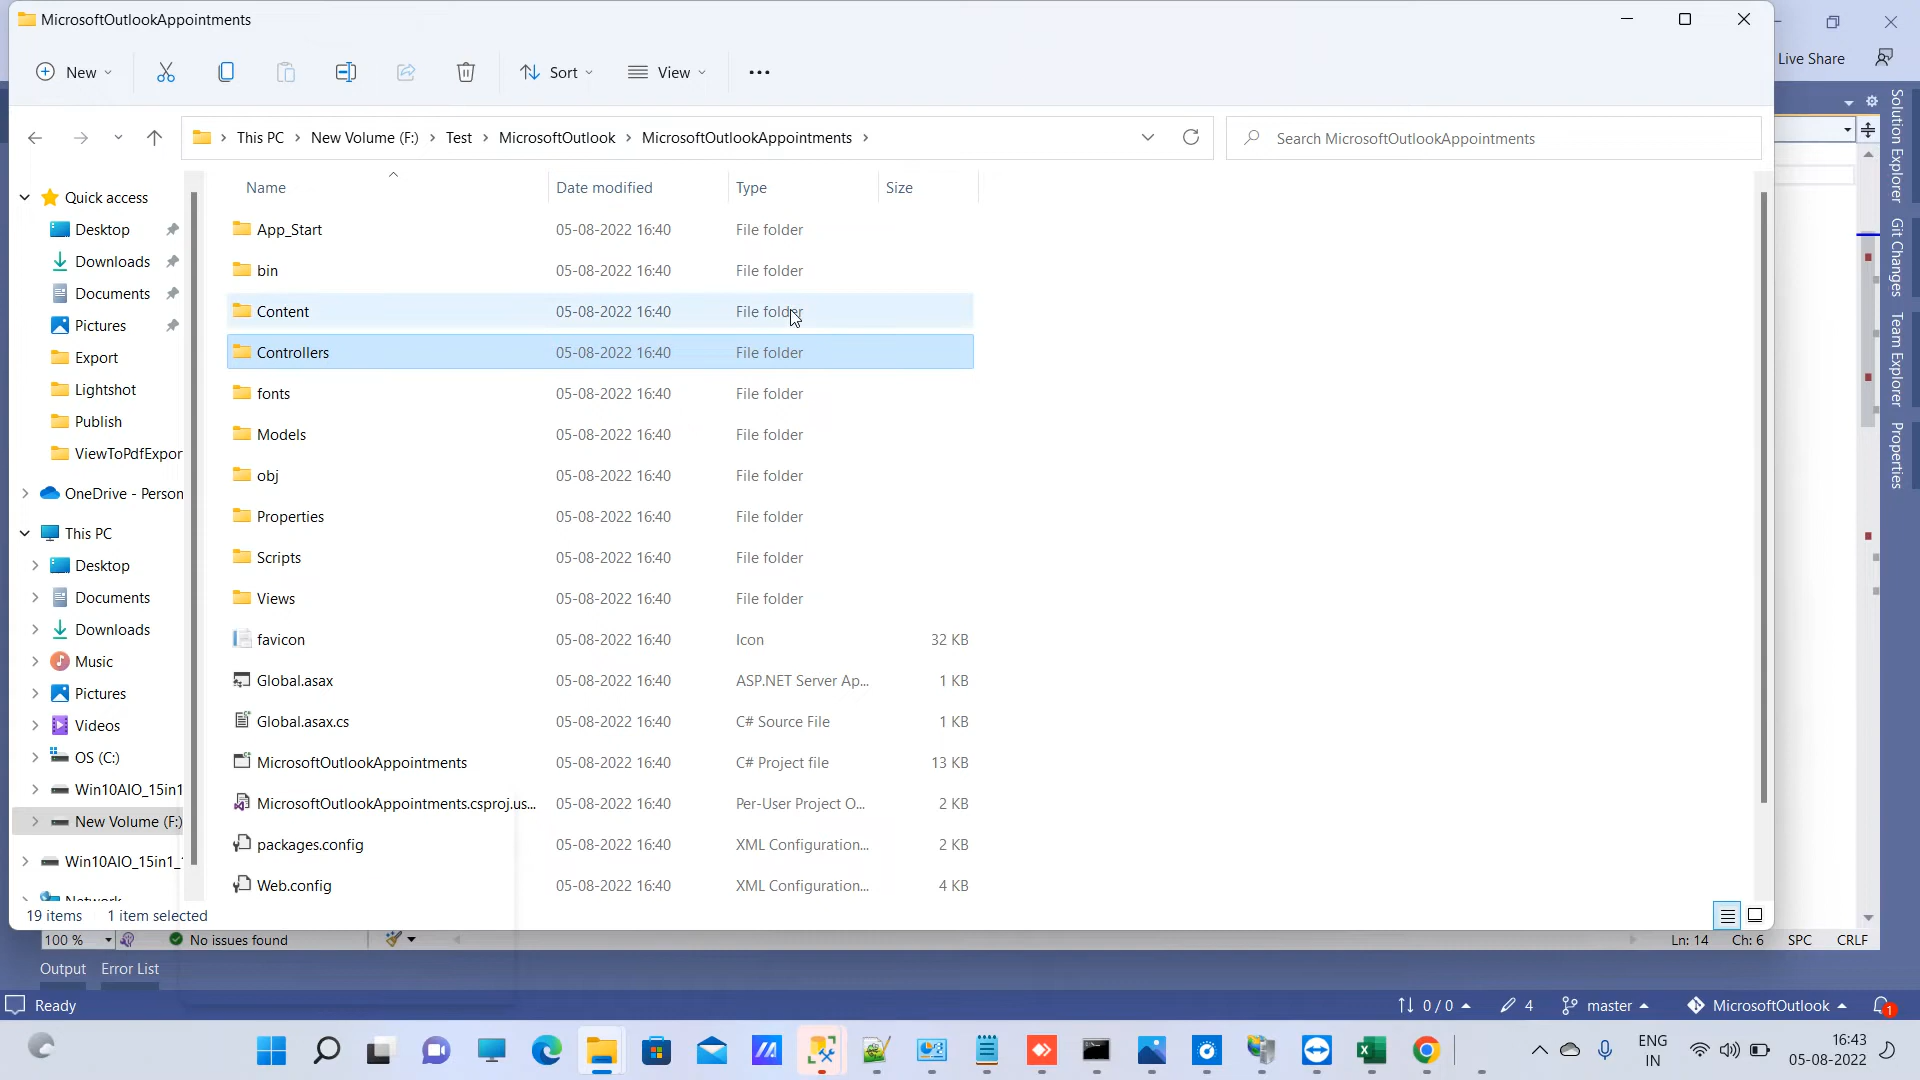 MicrosoftOutlookAppointments
New
Sort
View
Live Share
This PC
New Volume (F:)
Test
MicrosoftOutlook
MicrosoftOutlookAppointments
Search MicrosoftOutlookAppointments
Name
Date modified
Type
Size
Quick access
Desktop
Downloads
Documents
Pictures
Export
Lightshot
Publish
ViewToPdfExpor
OneDrive - Person
This PC
Desktop
Documents
Downloads
Music
Pictures
Videos
OS (C:)
Win10AIO_15in1
New Volume (F:)
Win10AIO_15in1_
Network
App_Start 05-08-2022 16:40 File folder
bin 05-08-2022 16:40 File folder
Content 05-08-2022 16:40 File folder
Controllers 05-08-2022 16:40 File folder
fonts 05-08-2022 16:40 File folder
Models 05-08-2022 16:40 File folder
obj 05-08-2022 16:40 File folder
Properties 05-08-2022 16:40 File folder
Scripts 05-08-2022 16:40 File folder
Views 05-08-2022 16:40 File folder
favicon 05-08-2022 16:40 Icon 32 KB
Global.asax 05-08-2022 16:40 ASP.NET Server Ap... 1 KB
Global.asax.cs 05-08-2022 16:40 C# Source File 1 KB
MicrosoftOutlookAppointments 05-08-2022 16:40 C# Project file 13 KB
MicrosoftOutlookAppointments.csproj.us... 05-08-2022 16:40 Per-User Project O... 2 KB
packages.config 05-08-2022 16:40 XML Configuration... 2 KB
Web.config 05-08-2022 16:40 XML Configuration... 4 KB
19 items 1 item selected
Solution Explorer
Git Changes
Team Explorer
Properties
100 % No issues found Ln: 14 Ch: 6 SPC CRLF
Output Error List
Ready 0 / 0 4 master MicrosoftOutlook 1
ENG
IN
16:43
05-08-2022